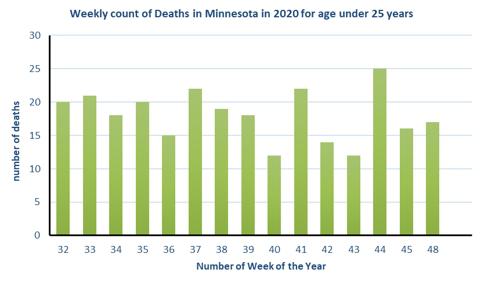 Weekly count of Deaths in Minnesota in 2020 for age under 25 years
number of deaths
30
25
20
15
10
5
0
32 33 34 35 36 37 38 39 40 41 42 43 44 45 48
Number of Week of the Year